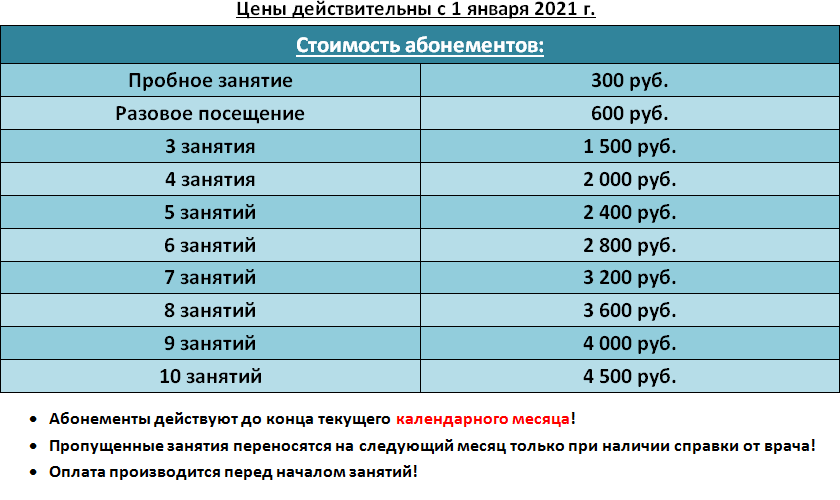 Цены действительны с 1 января 2021 г.
Стоимость абонементов:
Пробное занятие 300 руб.
Разовое посещение 600 руб.
3 занятия 1 500 руб.
4 занятия 2 000 руб.
5 занятий 2 400 руб.
6 занятий 2 800 руб.
7 занятий 3 200 руб.
8 занятий 3 600 руб.
9 занятий 4 000 руб.
10 занятий 4 500 руб.
• Абонементы действуют до конца текущего календарного месяца!
• Пропущенные занятия переносятся на следующий месяц только при наличии справки от врача!
• Оплата производится перед началом занятий!